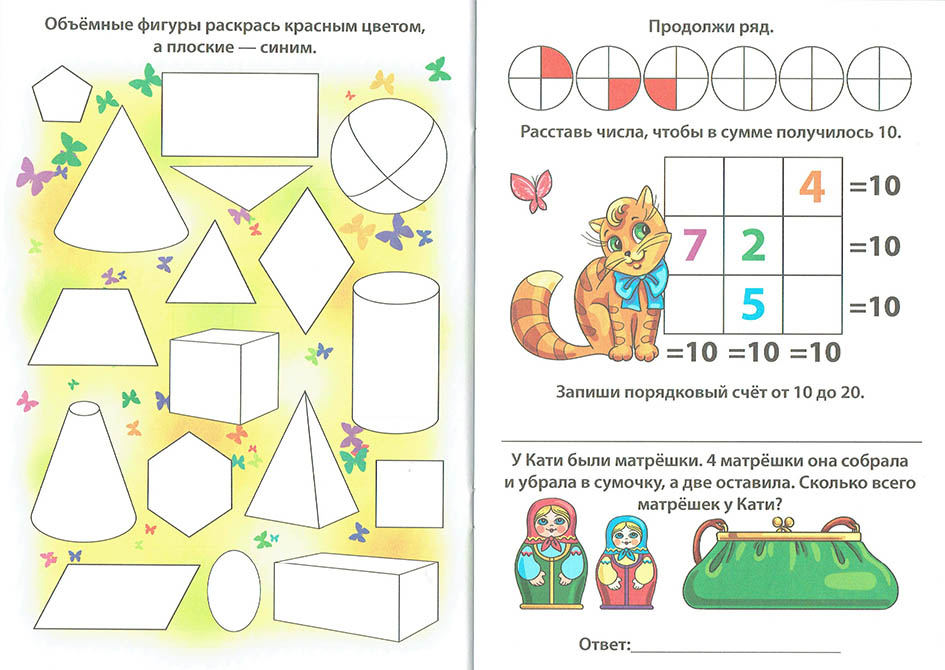 Объёмные фигуры раскрась красным цветом,
а плоские — синим.
Продолжи ряд.
Расставь числа, чтобы в сумме получилось 10.
4 =10
7 2 =10
5 =10
=10 =10 =10
Запиши порядковый счёт от 10 до 20.
У Кати были матрёшки. 4 матрёшки она собрала
и убрала в сумочку, а две оставила. Сколько всего
матрёшек у Кати?
Ответ: